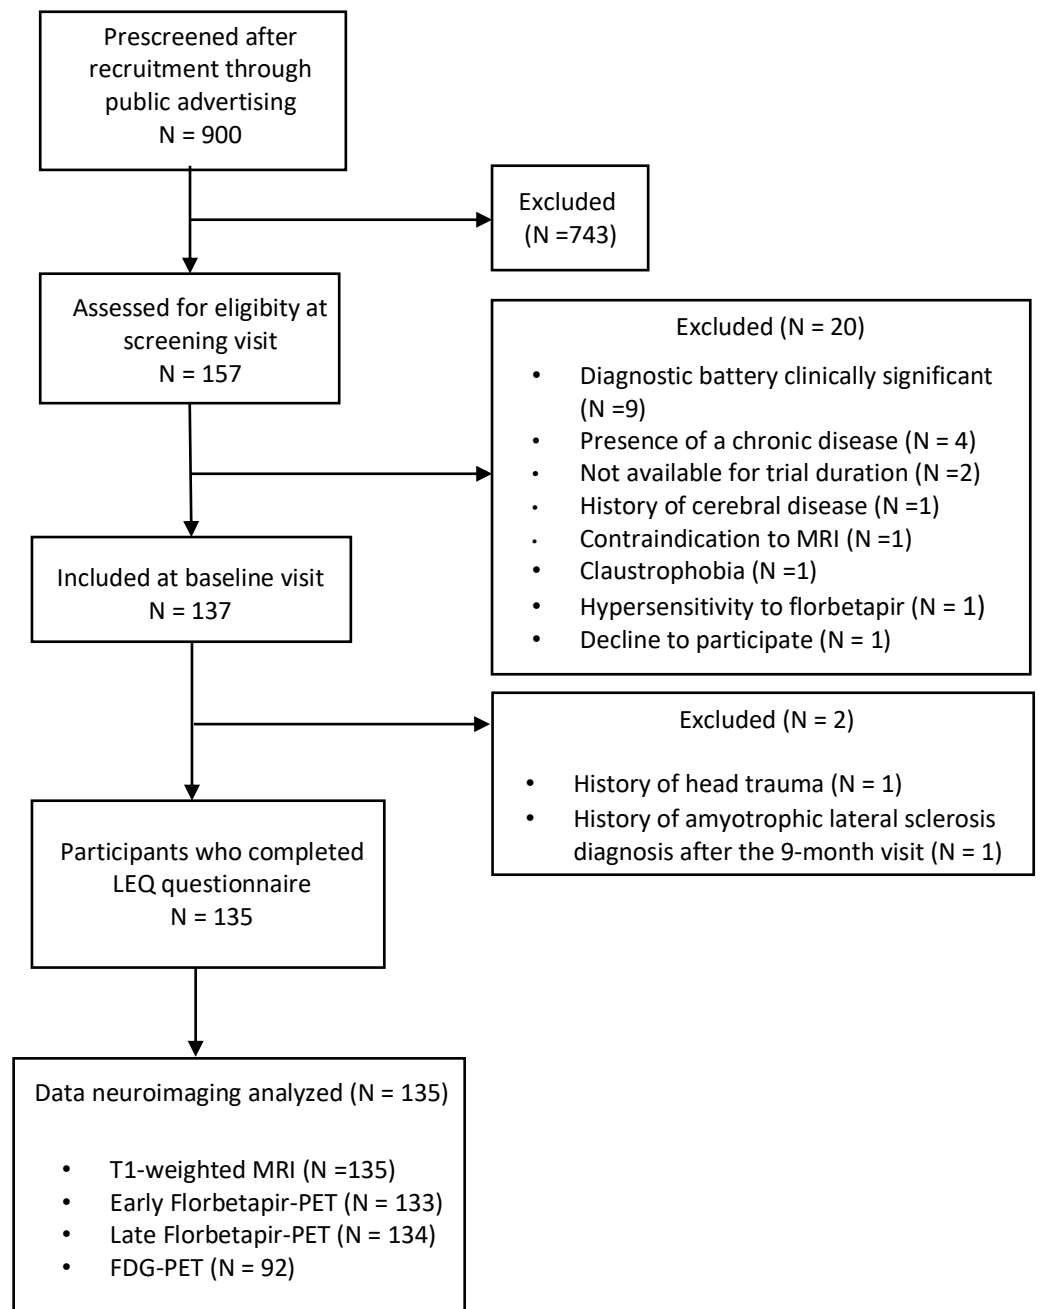 Prescreened after
recruitment through
public advertising
N = 900
Excluded
(N =743)
Assessed for eligibity at
screening visit
N = 157
Excluded (N = 20)
• Diagnostic battery clinically significant
(N =9)
• Presence of a chronic disease (N = 4)
• Not available for trial duration (N =2)
• History of cerebral disease (N =1)
• Contraindication to MRI (N =1)
• Claustrophobia (N =1)
• Hypersensitivity to florbetapir (N = 1)
• Decline to participate (N = 1)
Included at baseline visit
N = 137
Excluded (N = 2)
• History of head trauma (N = 1)
• History of amyotrophic lateral sclerosis
diagnosis after the 9-month visit (N = 1)
Participants who completed
LEQ questionnaire
N = 135
Data neuroimaging analyzed (N = 135)
• T1-weighted MRI (N =135)
• Early Florbetapir-PET (N = 133)
• Late Florbetapir-PET (N = 134)
• FDG-PET (N = 92)